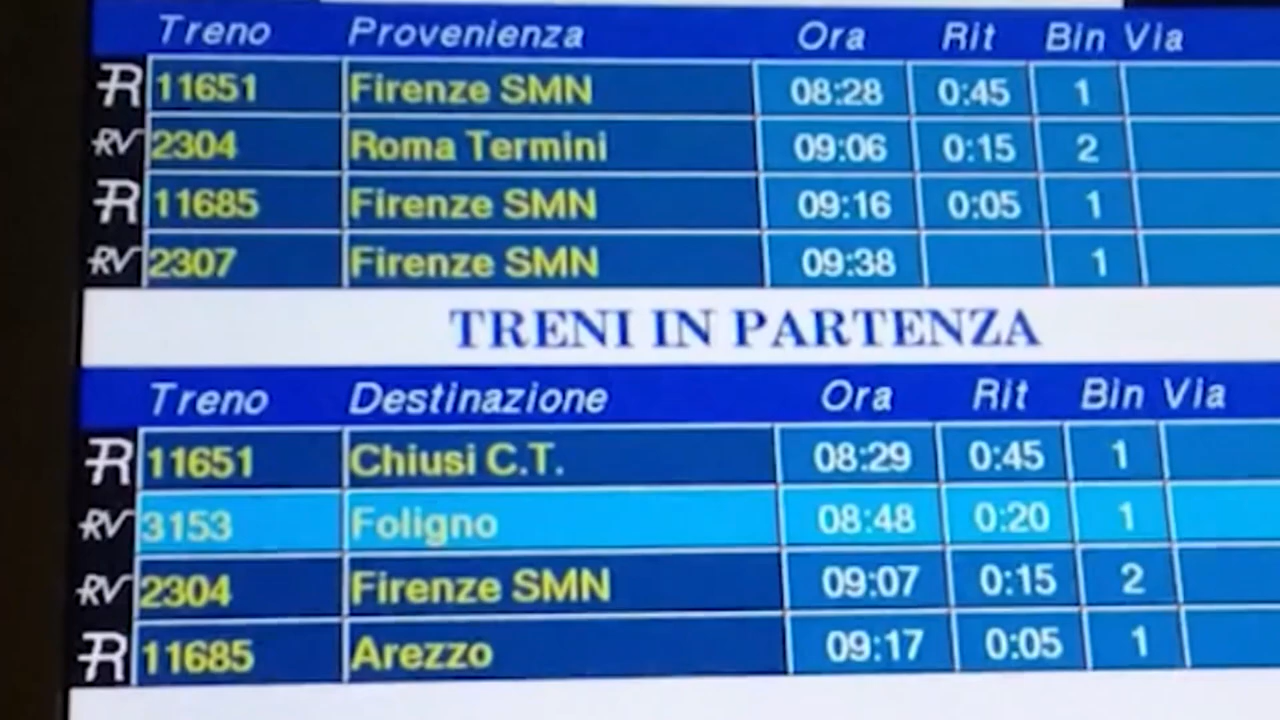 Treno Provenienza Ora Rit Bin Via
R 11651 Firenze SMN 08:28 0:45 1
RV 2304 Roma Termini 09:06 0:15 2
R 11685 Firenze SMN 09:16 0:05 1
RV 2307 Firenze SMN 09:38 1
TRENI IN PARTENZA
Treno Destinazione Ora Rit Bin Via
R 11651 Chiusi C.T. 08:29 0:45 1
RV 3153 Foligno 08:48 0:20 1
RV 2304 Firenze SMN 09:07 0:15 2
R 11685 Arezzo 09:17 0:05 1